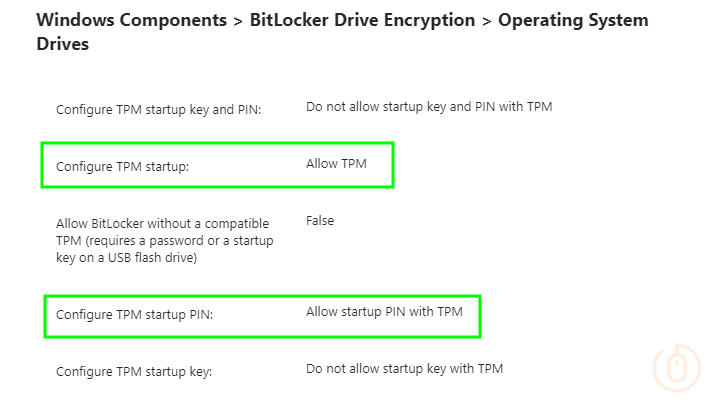 Windows Components > BitLocker Drive Encryption > Operating System
Drives
Configure TPM startup key and PIN: Do not allow startup key and PIN with TPM
Configure TPM startup: Allow TPM
Allow BitLocker without a compatible False
TPM (requires a password or a startup
key on a USB flash drive)
Configure TPM startup PIN: Allow startup PIN with TPM
Configure TPM startup key: Do not allow startup key with TPM